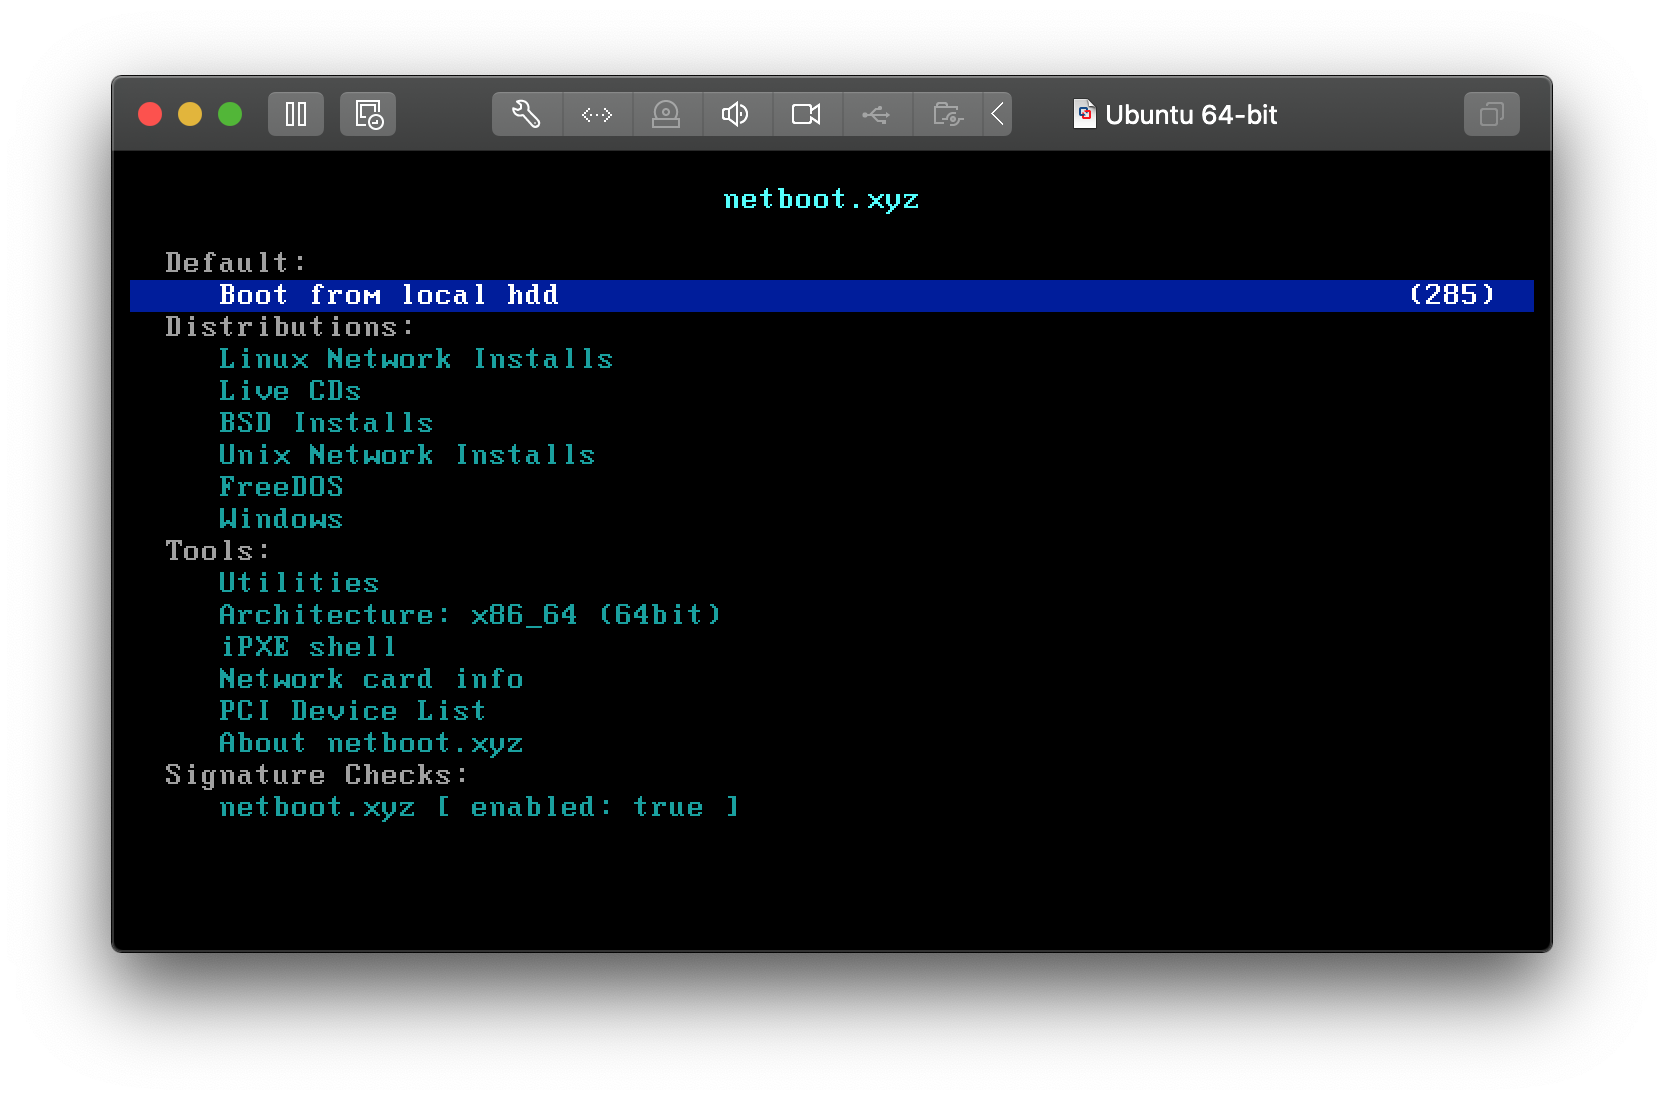 Ubuntu 64-bit
netboot.xyz
Default:
Boot from local hdd (285)
Distributions:
Linux Network Installs
Live CDs
BSD Installs
Unix Network Installs
FreeDOS
Windows
Tools:
Utilities
Architecture: x86_64 (64bit)
iPXE shell
Network card info
PCI Device List
About netboot.xyz
Signature Checks:
netboot.xyz [ enabled: true ]